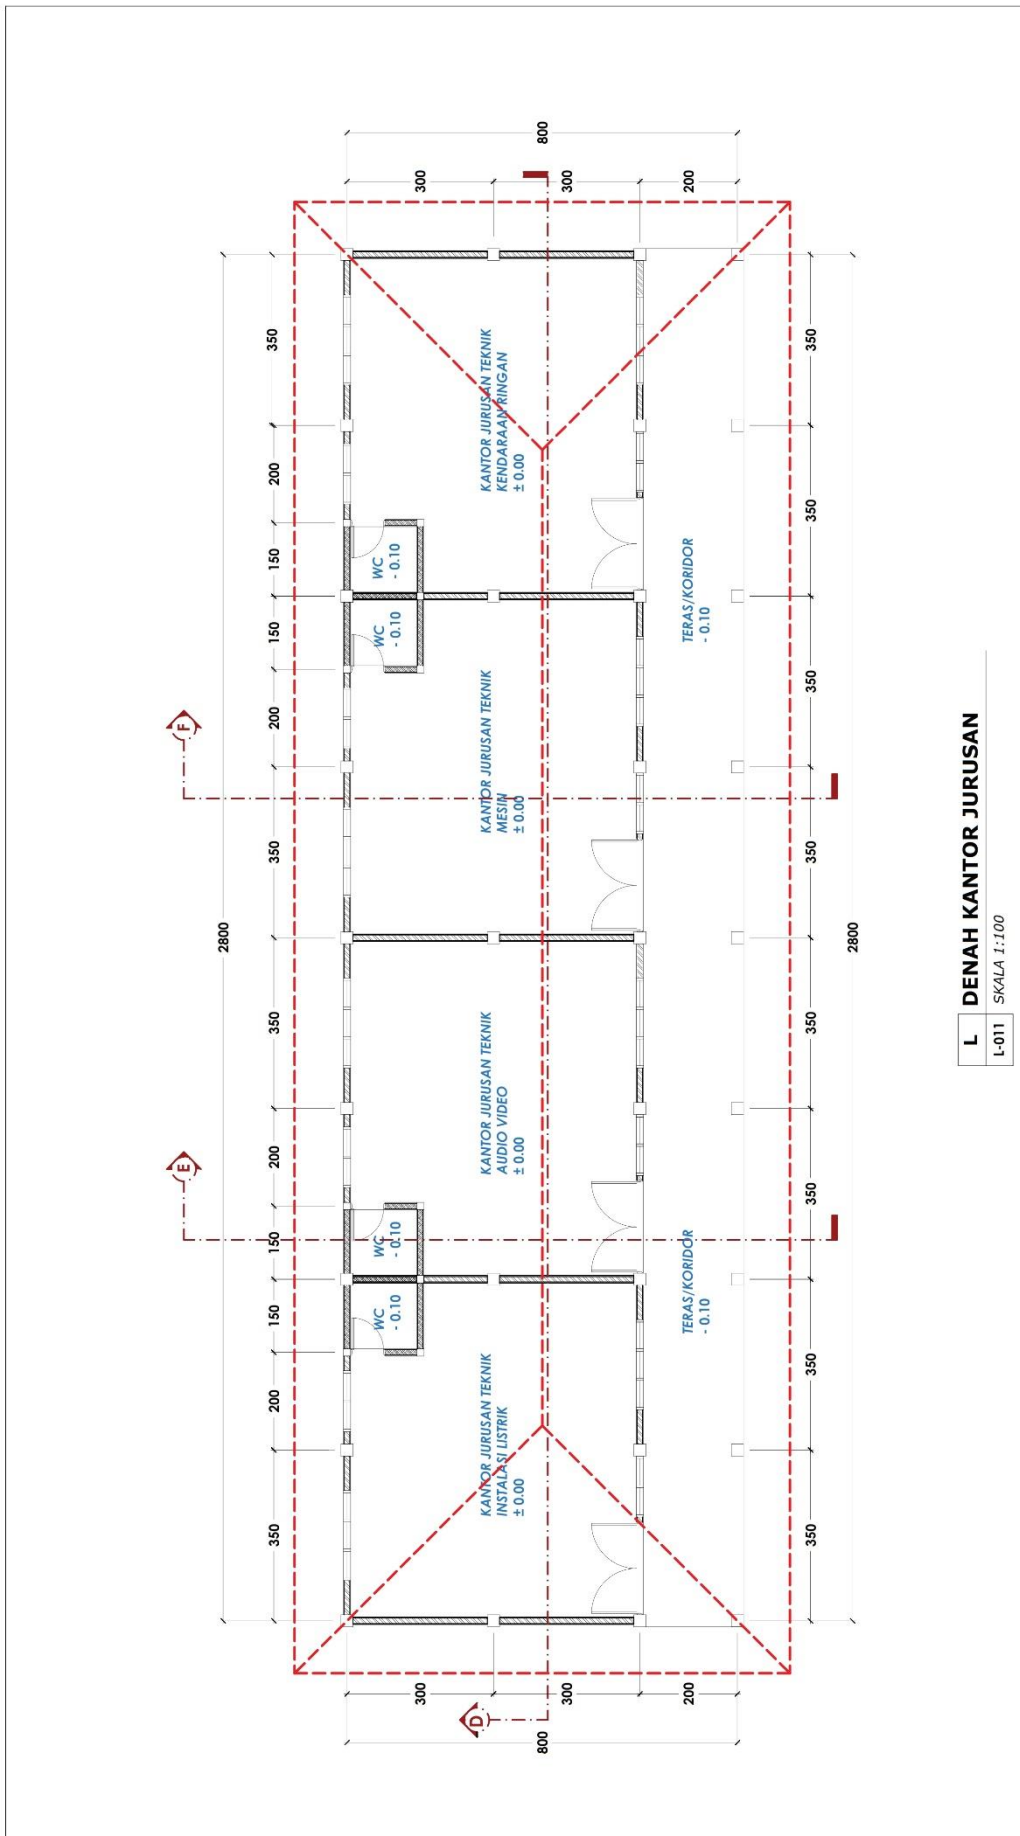 800
300
300
200
2800
350
200
150
150
200
350
350
200
150
150
200
350
KANTOR JURUSAN TEKNIK
KENDARAAN RINGAN
± 0.00
WC
- 0.10
WC
- 0.10
KANTOR JURUSAN TEKNIK
MESIN
± 0.00
KANTOR JURUSAN TEKNIK
AUDIO VIDEO
± 0.00
WC
- 0.10
WC
- 0.10
KANTOR JURUSAN TEKNIK
INSTALASI LISTRIK
± 0.00
TERAS/KORIDOR
- 0.10
TERAS/KORIDOR
- 0.10
350
350
350
350
350
350
350
350
2800
F
E
D
300
300
200
800
L
DENAH KANTOR JURUSAN
L-011
SKALA 1:100